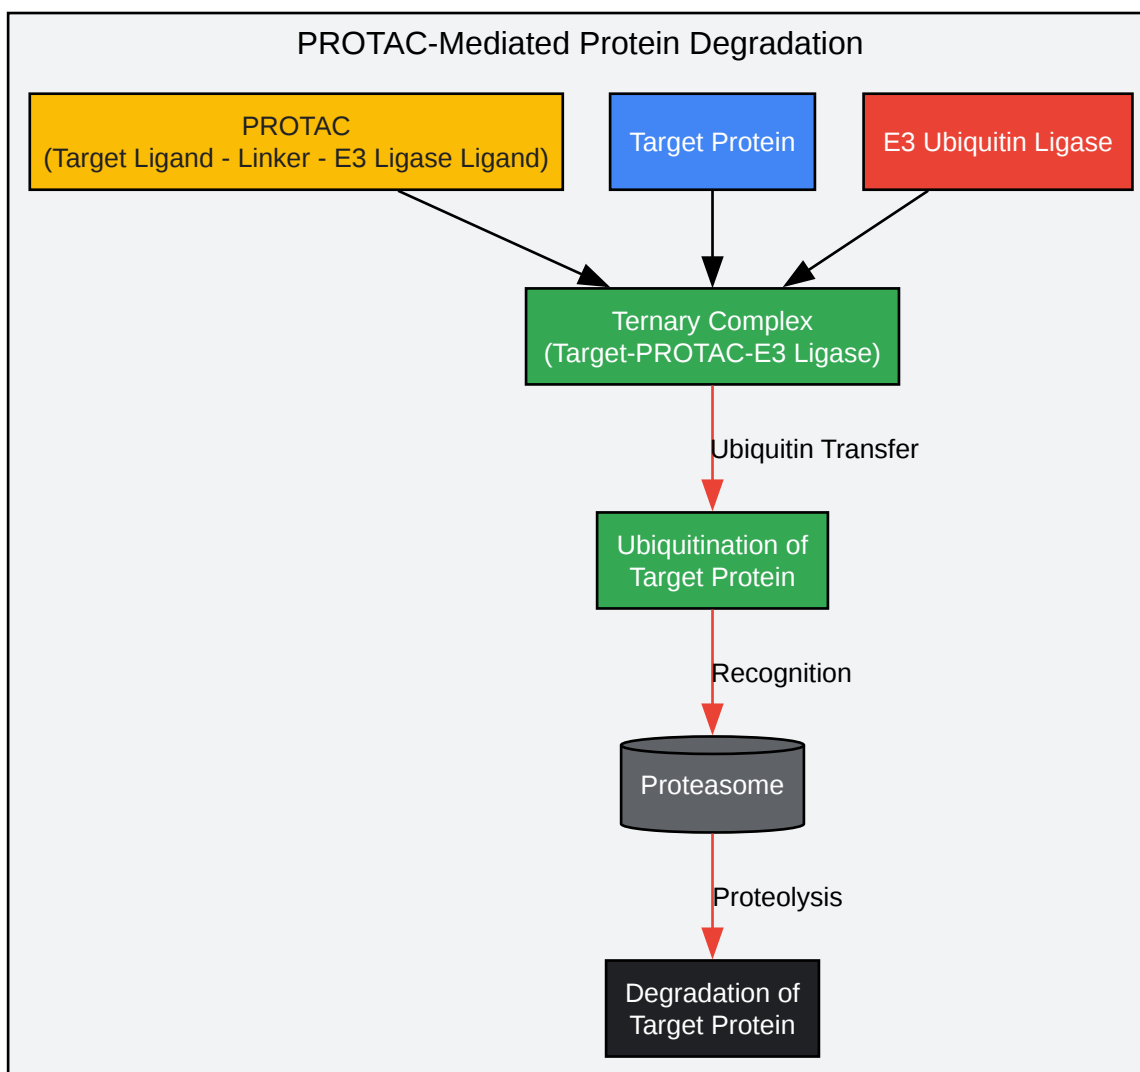 PROTAC-Mediated Protein Degradation
PROTAC
(Target Ligand - Linker - E3 Ligase Ligand)
Target Protein
E3 Ubiquitin Ligase
Ternary Complex
(Target-PROTAC-E3 Ligase)
Ubiquitin Transfer
Ubiquitination of
Target Protein
Recognition
Proteasome
Proteolysis
Degradation of
Target Protein